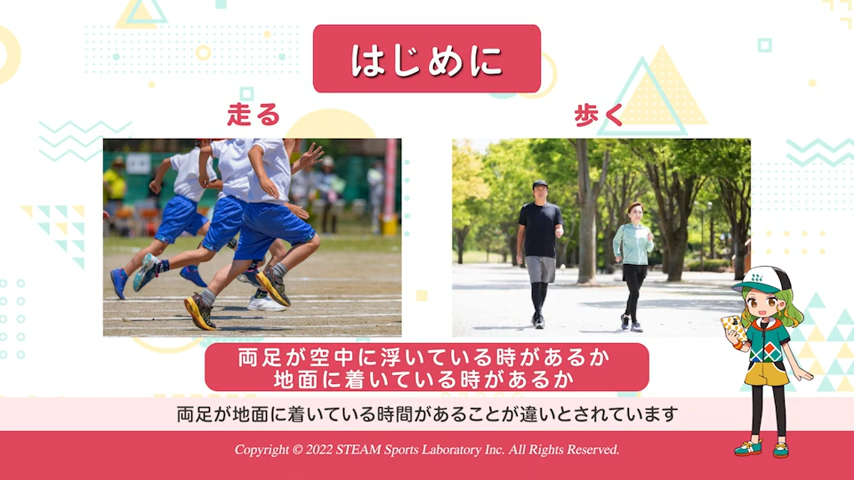 はじめに
走る
歩く
両足が空中に浮いている時があるか
地面に着いている時があるか
両足が地面に着いている時間があることが違いとされています
Copyright © 2022 STEAM Sports Laboratory Inc. All Rights Reserved.